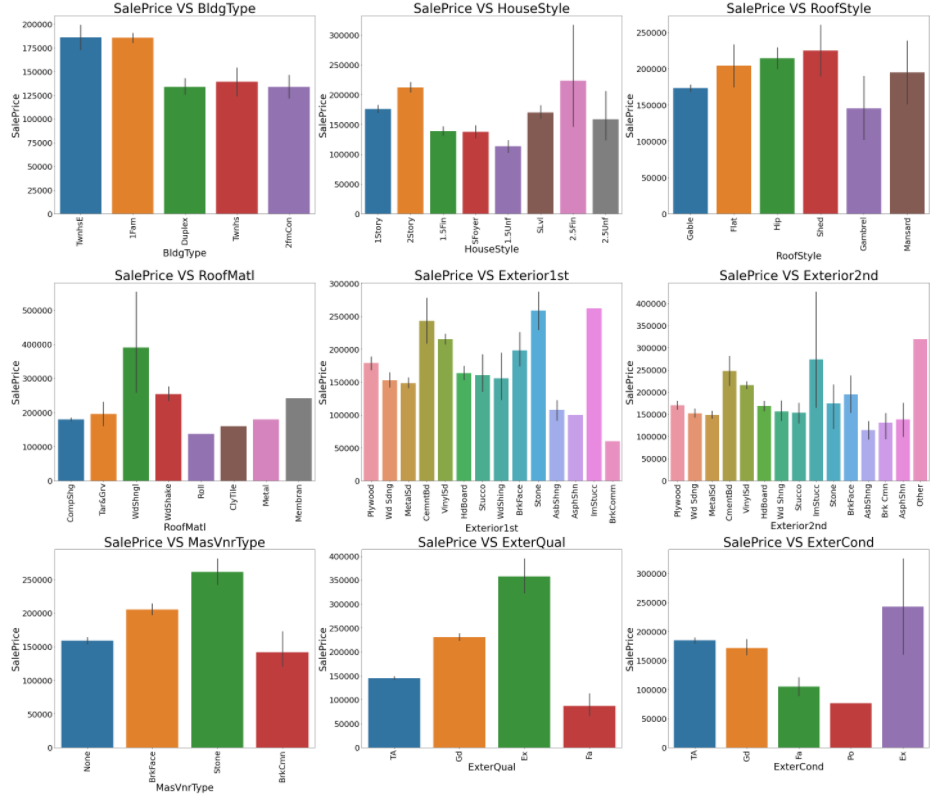 SalePrice VS BldgType
SalePrice
200000
175000
150000
125000
100000
75000
50000
25000
0
TwnhsE
1Fam
Duplex
Twnhs
2fmCon
BldgType
SalePrice VS HouseStyle
SalePrice
300000
250000
200000
150000
100000
50000
0
1Story
2Story
1.5Fin
SFoyer
1.5Unf
SLvl
2.5Fin
2.5Unf
HouseStyle
SalePrice VS RoofStyle
SalePrice
250000
200000
150000
100000
50000
0
Gable
Flat
Hip
Shed
Gambrel
Mansard
RoofStyle
SalePrice VS RoofMatl
SalePrice
500000
400000
300000
200000
100000
0
CompShg
Tar&Grv
WdShngl
WdShake
Roll
ClyTile
Metal
Membran
RoofMatl
SalePrice VS Exterior1st
SalePrice
300000
250000
200000
150000
100000
50000
0
Plywood
Wd Sdng
MetalSd
CemntBd
VinylSd
HdBoard
Stucco
WdShing
BrkFace
Stone
AsbShng
AsphShn
ImStucc
BrkComm
Exterior1st
SalePrice VS Exterior2nd
SalePrice
400000
350000
300000
250000
200000
150000
100000
50000
0
Plywood
Wd Sdng
MetalSd
CmentBd
VinylSd
HdBoard
Wd Shng
Stucco
ImStucc
Stone
BrkFace
AsbShng
Brk Cmn
AsphShn
Other
Exterior2nd
SalePrice VS MasVnrType
SalePrice
250000
200000
150000
100000
50000
0
None
BrkFace
Stone
BrkCmn
MasVnrType
SalePrice VS ExterQual
SalePrice
400000
350000
300000
250000
200000
150000
100000
50000
0
TA
Gd
Ex
Fa
ExterQual
SalePrice VS ExterCond
SalePrice
300000
250000
200000
150000
100000
50000
0
TA
Gd
Fa
Po
Ex
ExterCond